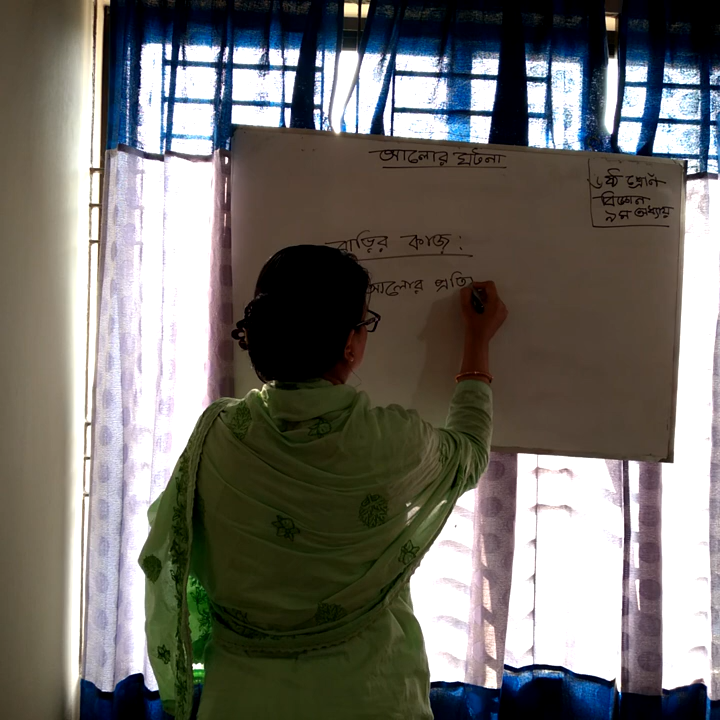 আলোর ঘটনা
৬ষ্ঠ শ্রেণি
বিজ্ঞান
৯ম অধ্যায়
বাড়ির কাজ:
আলোর প্রতি